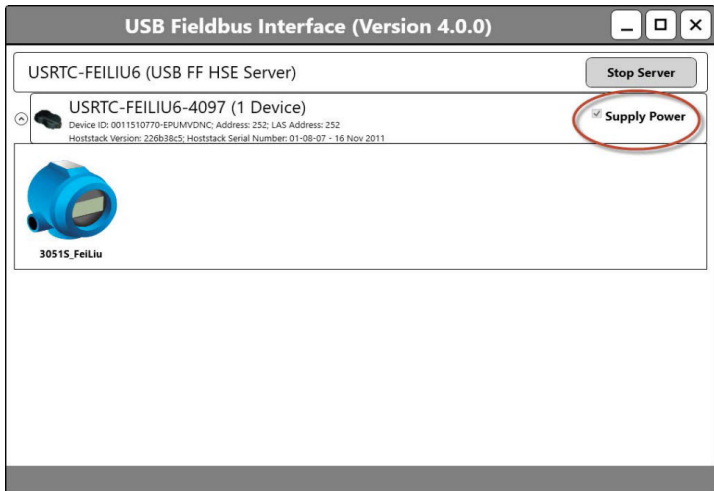 USB Fieldbus Interface (Version 4.0.0)
USRTC-FEILIU6 (USB FF HSE Server)
Stop Server
USRTC-FEILIU6-4097 (1 Device)
Device ID: 0011510770-EPUMVDNC; Address: 252; LAS Address: 252
Hoststack Version: 226b38c5; Hoststack Serial Number: 01-08-07 - 16 Nov 2011
Supply Power
3051S_FeiLiu